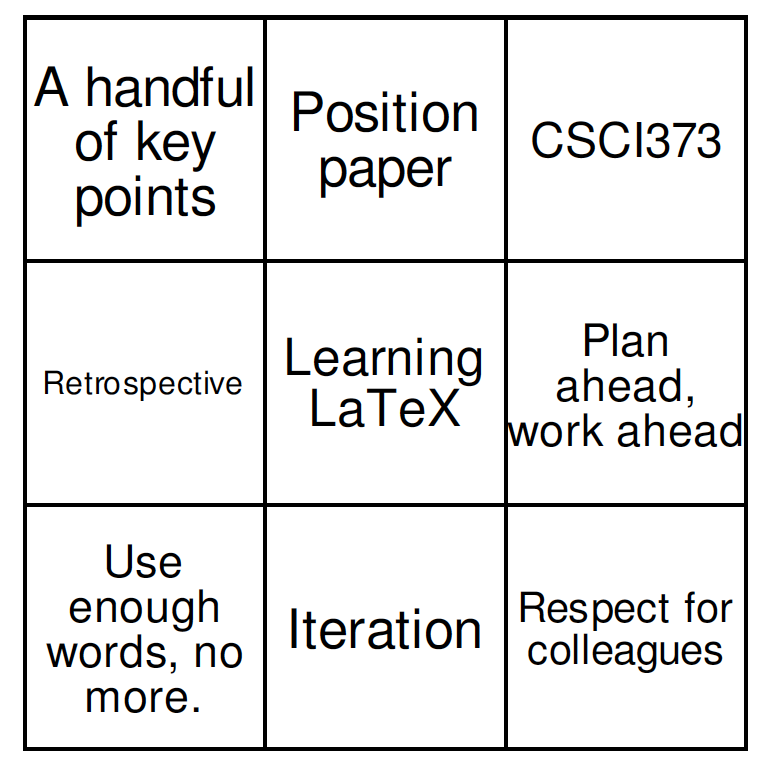 A handful
of key
points
Position
paper
CSCI373
Retrospective
Learning
LaTeX
Plan
ahead,
work ahead
Use
enough
words, no
more.
Iteration
Respect for
colleagues